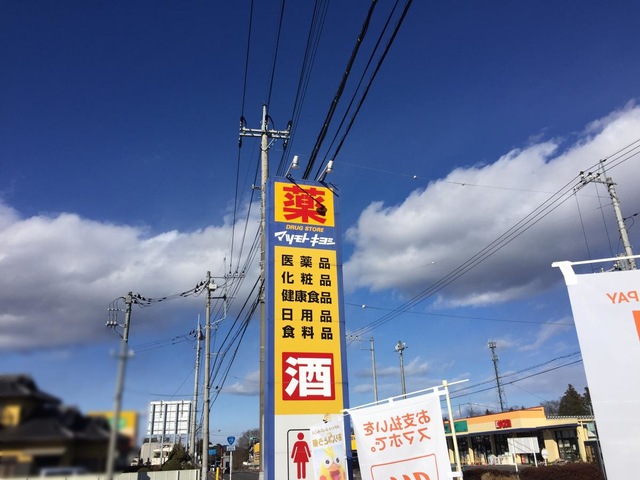 薬
DRUG STORE
マツモトキヨシ
医薬品
化粧品
健康食品
日用品
食料品
酒
お支払いを
スマホで。
PAY